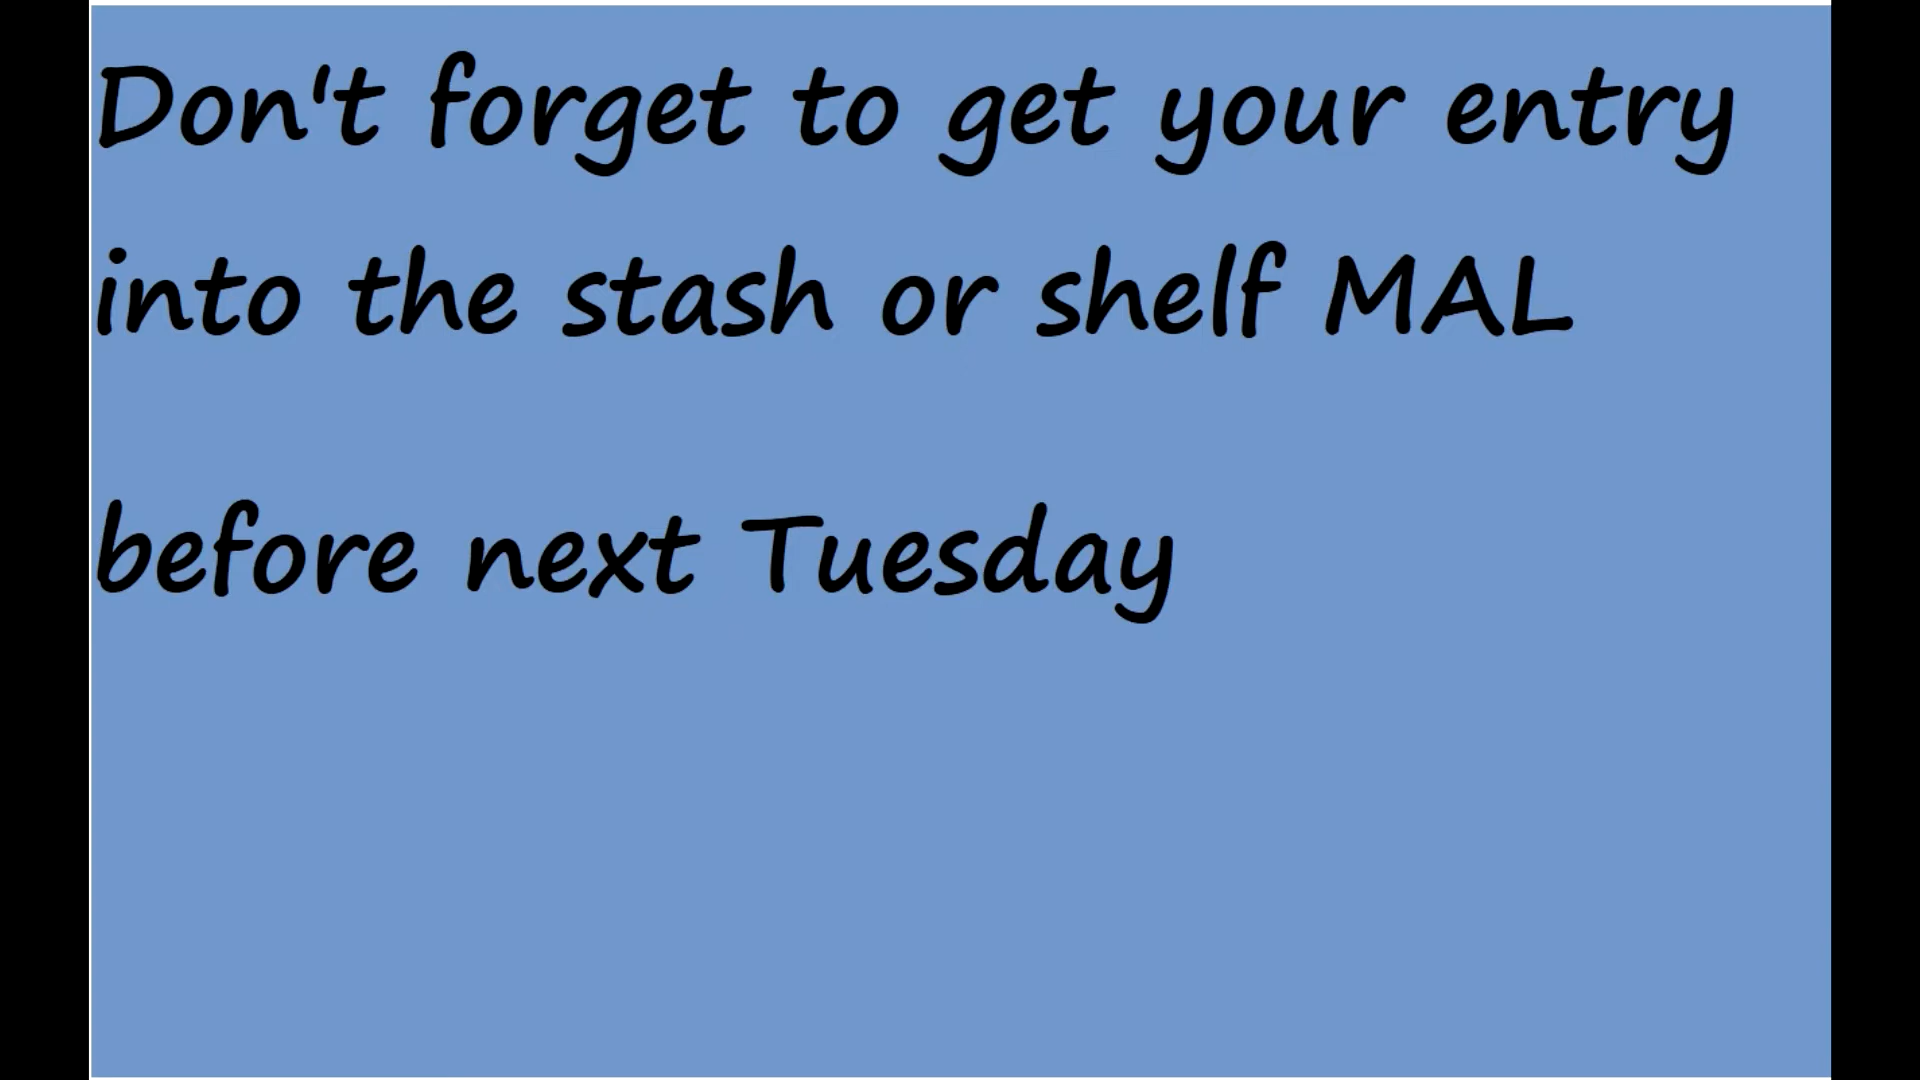 Don't forget to get your entry
into the stash or shelf MAL
before next Tuesday